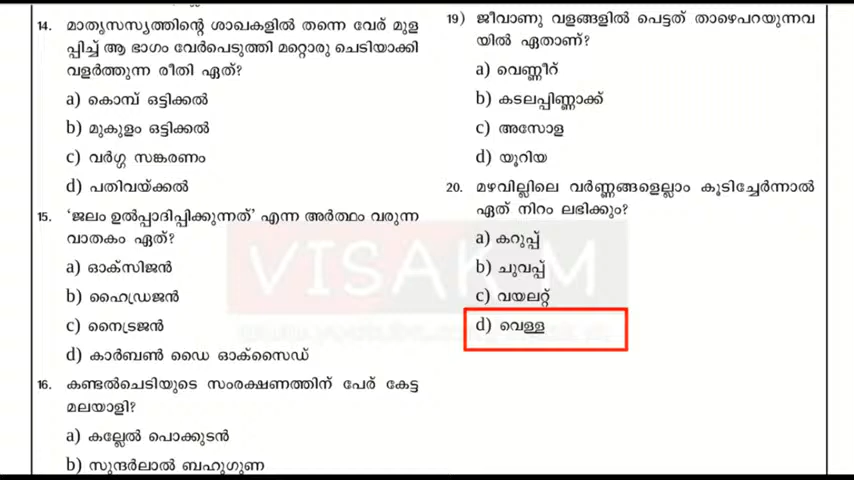 14. മാതൃസസ്യത്തിന്റെ ശാഖകളിൽ തന്നെ വേര് മുള
പ്പിച്ച് ആ ഭാഗം വേർപെടുത്തി മറ്റൊരു ചെടിയാക്കി
വളർത്തുന്ന രീതി ഏത്?
a) കൊമ്പ് ഒട്ടിക്കൽ
b) മുകുളം ഒട്ടിക്കൽ
c) വർഗ്ഗ സങ്കരണം
d) പതിവയ്ക്കൽ
15. 'ജലം ഉൽപ്പാദിപ്പിക്കുന്നത്' എന്ന അർത്ഥം വരുന്ന
വാതകം ഏത്?
a) ഓക്സിജൻ
b) ഹൈഡ്രജൻ
c) നൈട്രജൻ
d) കാർബൺ ഡൈ ഓക്സൈഡ്
16. കണ്ടൽചെടിയുടെ സംരക്ഷണത്തിന് പേര് കേട്ട
മലയാളി?
a) കല്ലേൽ പൊക്കുടൻ
b) സുന്ദർലാൽ ബഹുഗുണ
19) ജീവാണു വളങ്ങളിൽ പെട്ടത് താഴെപറയുന്നവ
യിൽ ഏതാണ്?
a) വെണ്ണീറ്
b) കടലപ്പിണ്ണാക്ക്
c) അസോള
d) യൂറിയ
20. മഴവില്ലിലെ വർണ്ണങ്ങളെല്ലാം കൂടിച്ചേർന്നാൽ
ഏത് നിറം ലഭിക്കും?
a) കറുപ്പ്
b) ചുവപ്പ്
c) വയലറ്റ്
d) വെള്ള
VISAK M